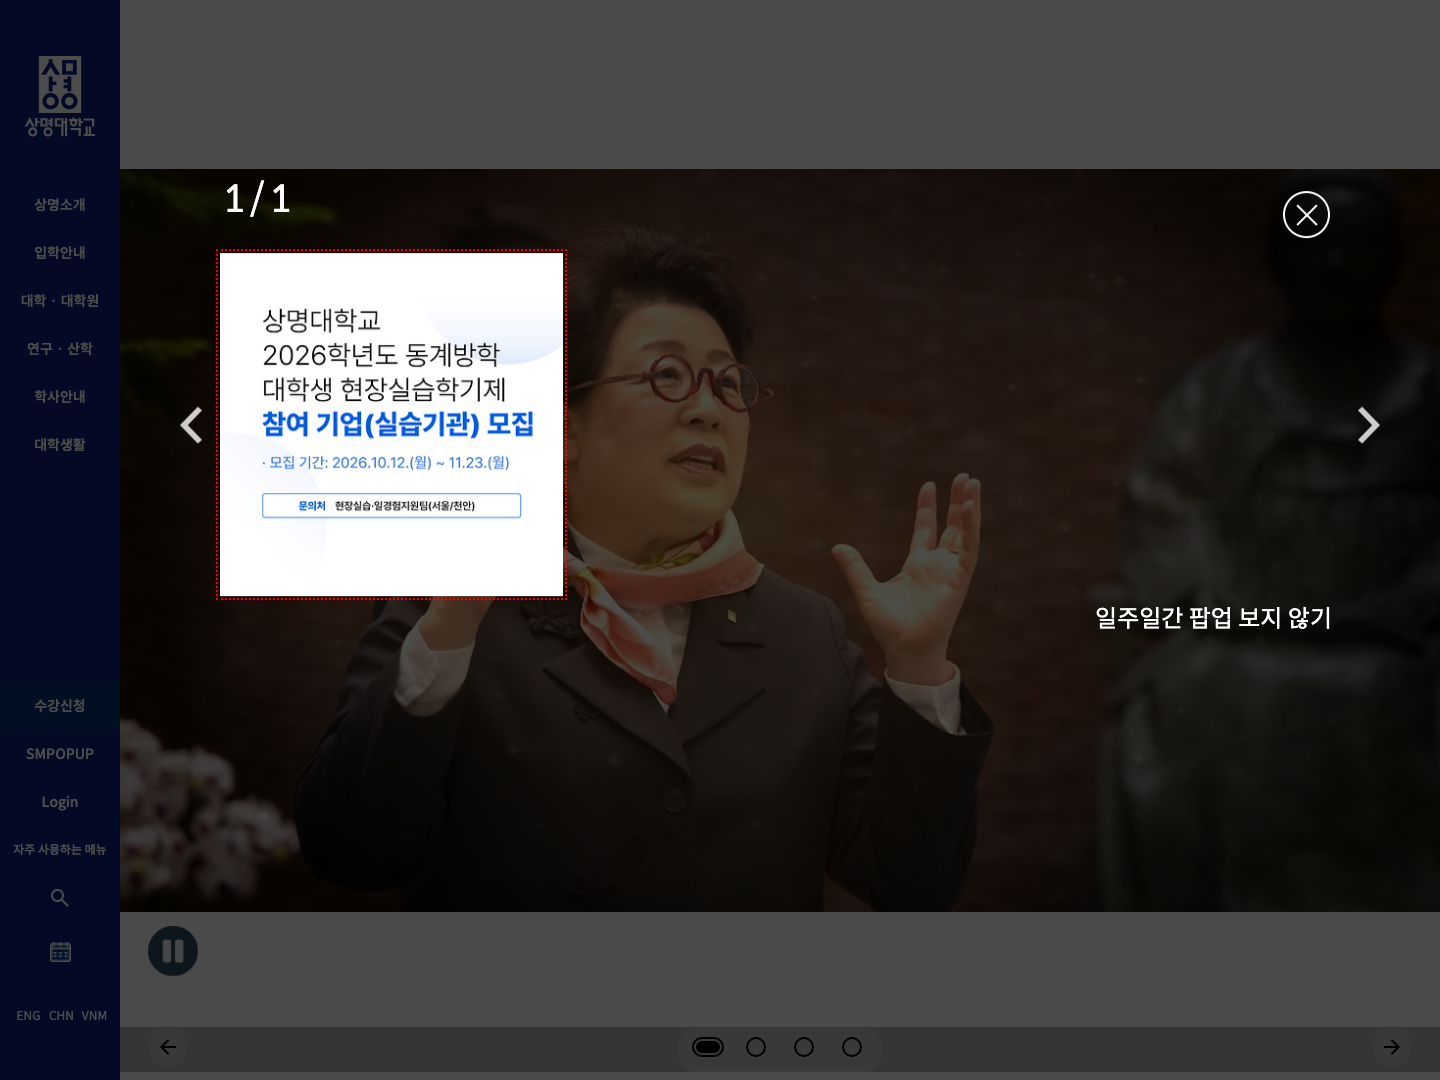 상명
상명대학교
상명소개
입학안내
대학 · 대학원
연구 · 산학
학사안내
대학생활
수강신청
SMPOPUP
Login
자주 사용하는 메뉴
ENG CHN VNM
1 / 1
상명대학교
2026학년도 동계방학
대학생 현장실습학기제
참여 기업(실습기관) 모집
· 모집 기간: 2026.10.12.(월) ~ 11.23.(월)
문의처 현장실습·일경험지원팀(서울/천안)
일주일간 팝업 보지 않기